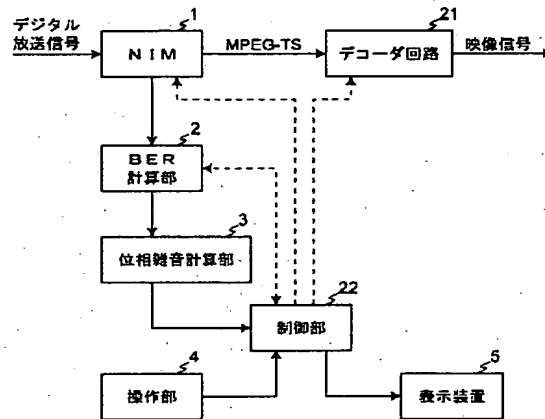 デジタル
放送信号
1
NIM
MPEG-TS
21
デコーダ回路
映像信号
2
BER
計算部
3
位相雑音計算部
22
制御部
4
操作部
5
表示装置